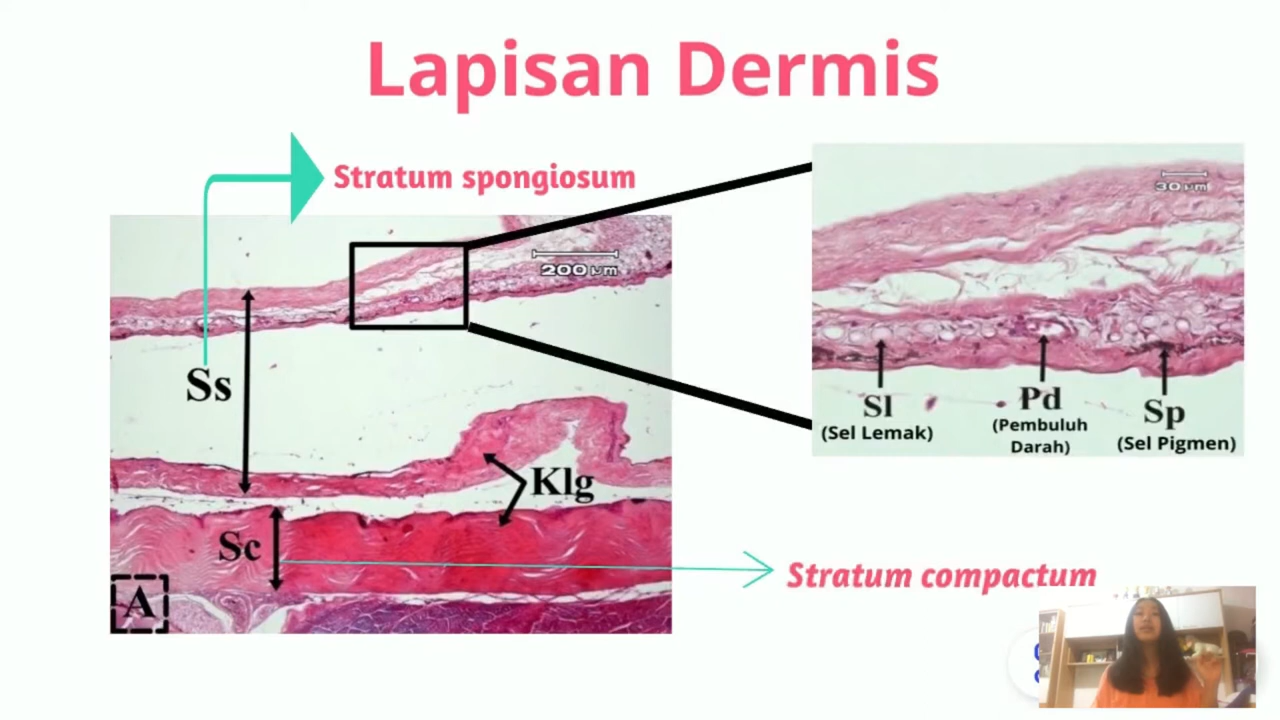 Lapisan Dermis
Stratum spongiosum
200 µm
Ss
Klg
Sc
A
30 µm
Sl
(Sel Lemak)
Pd
(Pembuluh
Darah)
Sp
(Sel Pigmen)
Stratum compactum